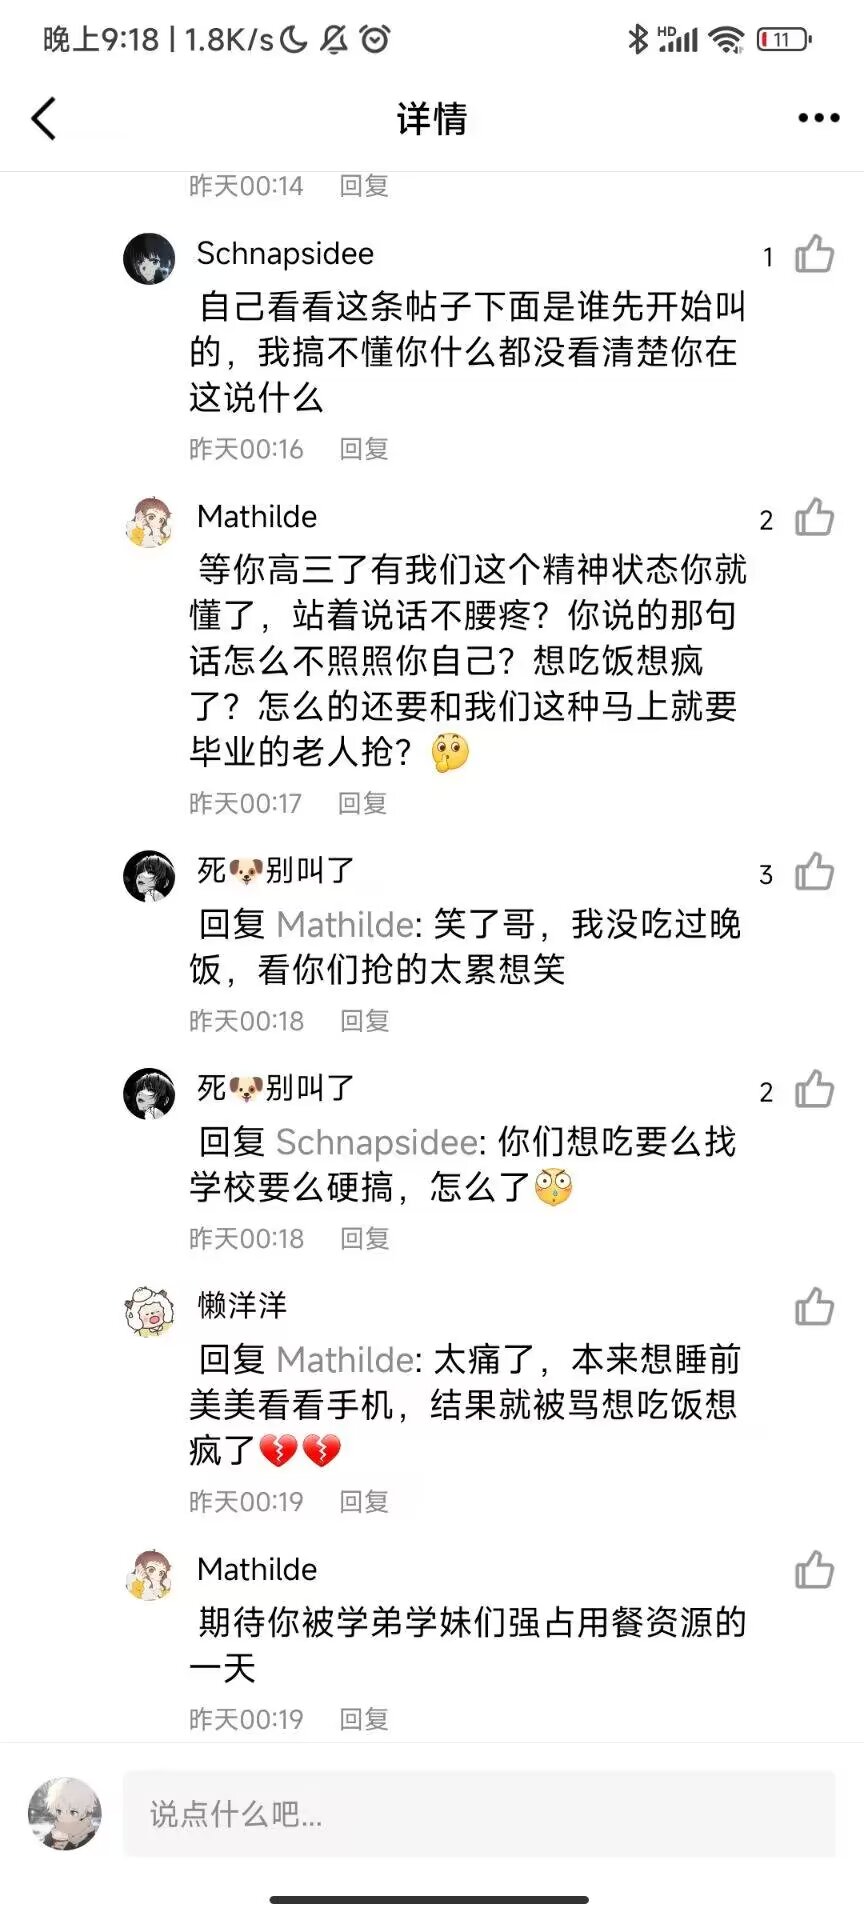 晚上9:18 | 1.8K/s
HD
11
详情
昨天00:14 回复
Schnapsidee
1
自己看看这条帖子下面是谁先开始叫
的，我搞不懂你什么都没看清楚你在
这说什么
昨天00:16 回复
Mathilde
2
等你高三了有我们这个精神状态你就
懂了，站着说话不腰疼？你说的那句
话怎么不照照你自己？想吃饭想疯
了？怎么的还要和我们这种马上就要
毕业的老人抢？🤔
昨天00:17 回复
死🐶别叫了
3
回复 Mathilde: 笑了哥，我没吃过晚
饭，看你们抢的太累想笑
昨天00:18 回复
死🐶别叫了
2
回复 Schnapsidee: 你们想吃要么找
学校要么硬搞，怎么了😳
昨天00:18 回复
懒洋洋
回复 Mathilde: 太痛了，本来想睡前
美美看看手机，结果就被骂想吃饭想
疯了💔💔
昨天00:19 回复
Mathilde
期待你被学弟学妹们强占用餐资源的
一天
昨天00:19 回复
说点什么吧...